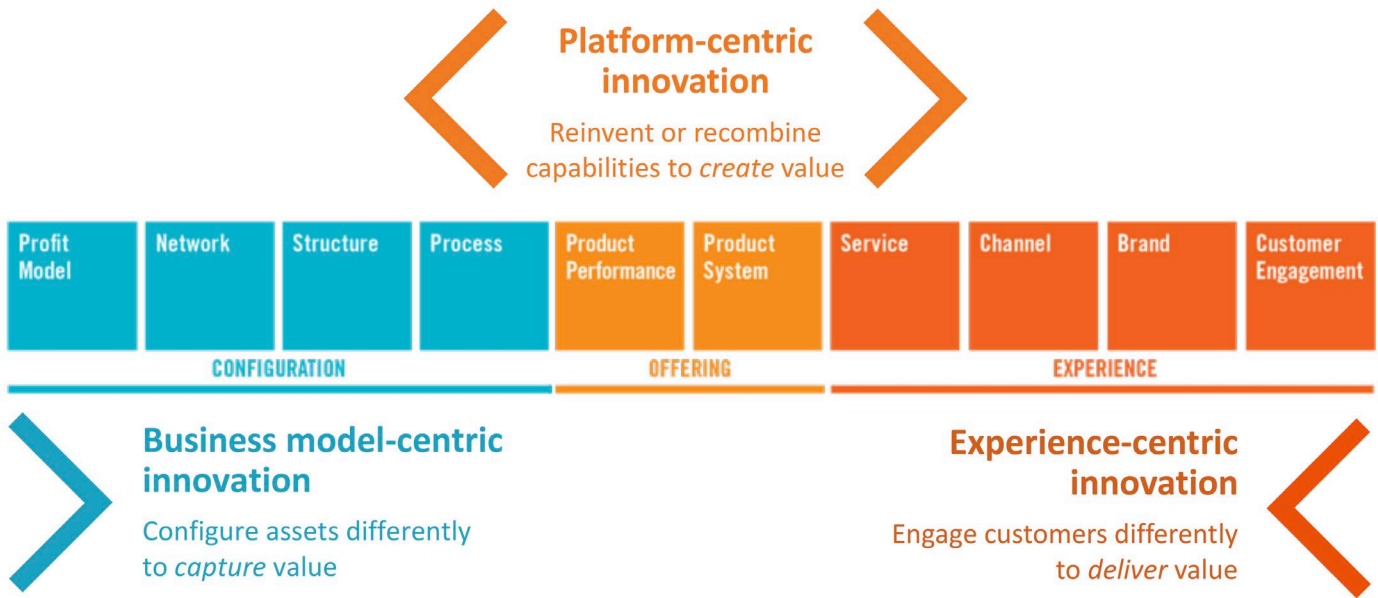 Platform-centric
innovation
Reinvent or recombine
capabilities to create value
Profit
Model
Network
Structure
Process
Product
Performance
Product
System
Service
Channel
Brand
Customer
Engagement
CONFIGURATION
OFFERING
EXPERIENCE
Business model-centric
innovation
Configure assets differently
to capture value
Experience-centric
innovation
Engage customers differently
to deliver value